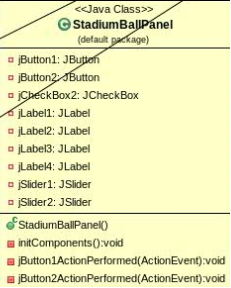 <<Java Class>>
StadiumBallPanel
(default package)
jButton1: JButton
jButton2: JButton
jCheckBox2: JCheckBox
jLabel1: JLabel
jLabel2: JLabel
jLabel3: JLabel
jLabel4: JLabel
jSlider1: JSlider
jSlider2: JSlider
StadiumBallPanel()
initComponents():void
jButton1ActionPerformed(ActionEvent):void
jButton2ActionPerformed(ActionEvent):void